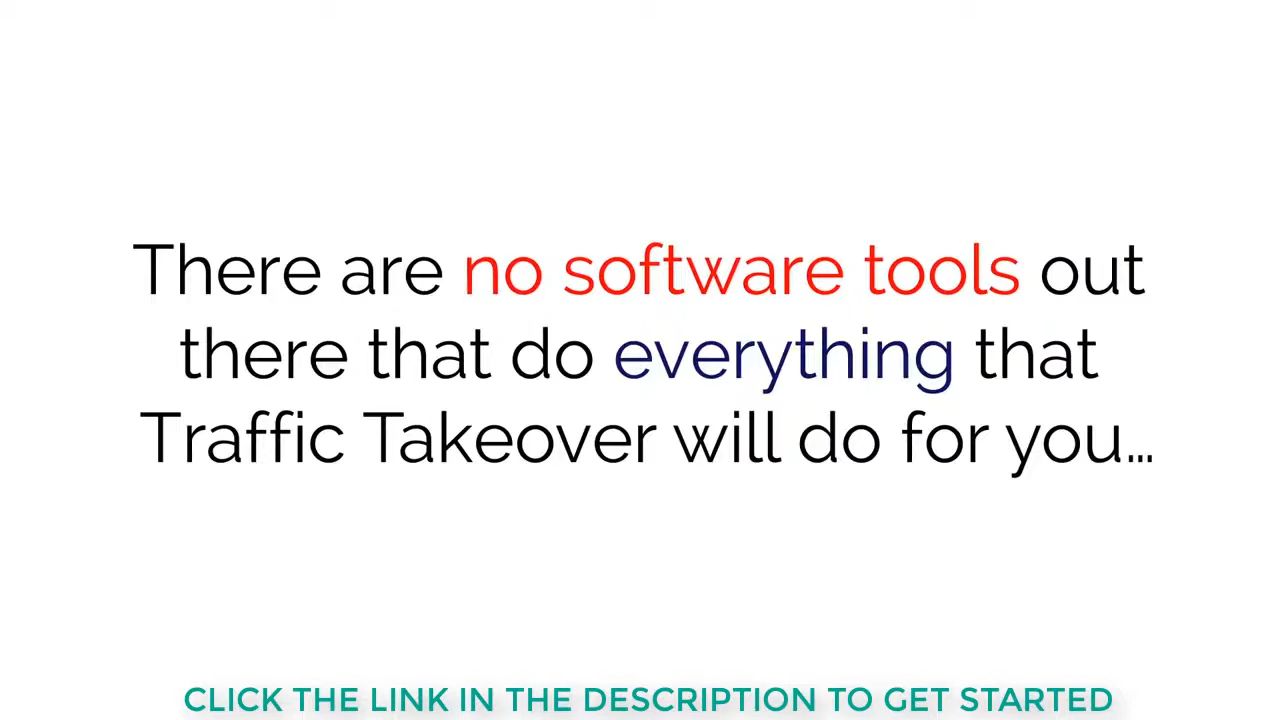 There are no software tools out
there that do everything that
Traffic Takeover will do for you...
CLICK THE LINK IN THE DESCRIPTION TO GET STARTED